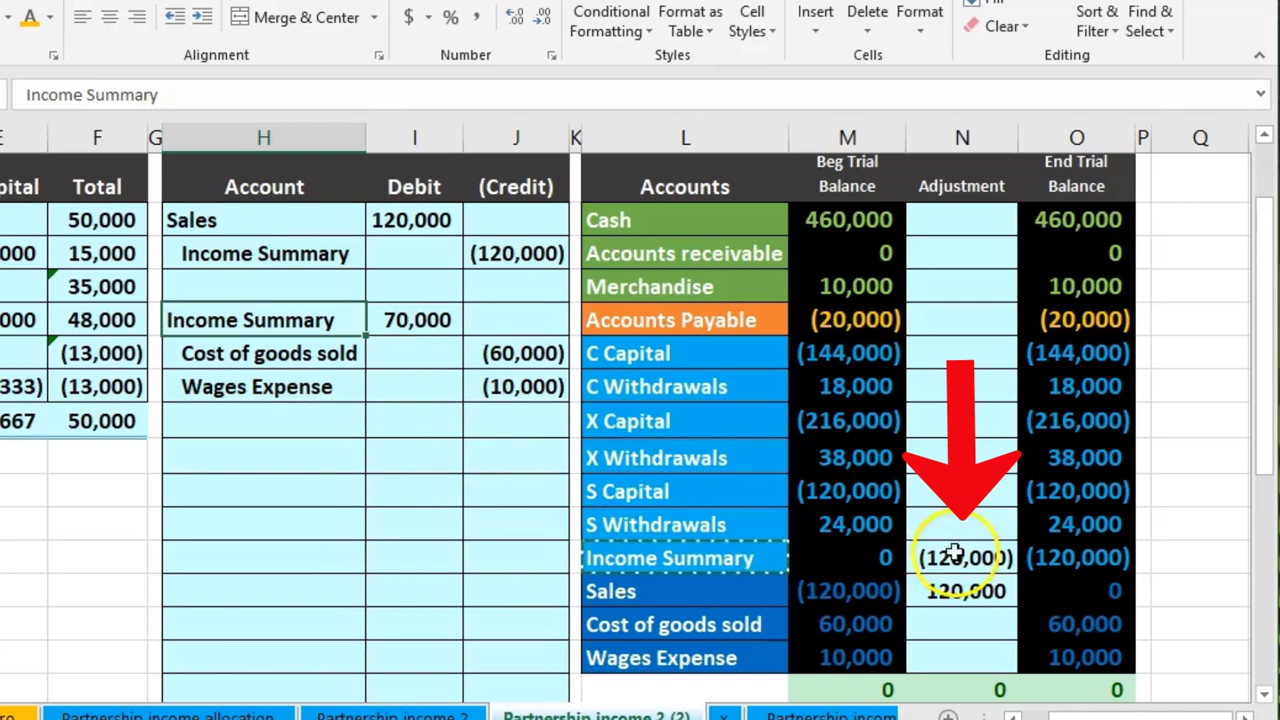 Merge & Center
$ % ,
Conditional Formatting
Format as Table
Cell Styles
Insert
Delete
Format
Clear
Sort & Filter
Find & Select
Alignment
Number
Styles
Cells
Editing
Income Summary
E F G H I J K L M N O P Q
Total Account Debit (Credit) Accounts Beg Trial Balance Adjustment End Trial Balance
50,000 Sales 120,000 Cash 460,000 460,000
000 15,000 Income Summary (120,000) Accounts receivable 0 0
35,000 Merchandise 10,000 10,000
000 48,000 Income Summary 70,000 Accounts Payable (20,000) (20,000)
(13,000) Cost of goods sold (60,000) C Capital (144,000) (144,000)
333) (13,000) Wages Expense (10,000) C Withdrawals 18,000 18,000
667 50,000 X Capital (216,000) (216,000)
X Withdrawals 38,000 38,000
S Capital (120,000) (120,000)
S Withdrawals 24,000 24,000
Income Summary 0 (120,000) (120,000)
Sales (120,000) 120,000 0
Cost of goods sold 60,000 60,000
Wages Expense 10,000 10,000
0 0 0
Partnership income allocation Partnership income 2 Partnership income 2 (2)